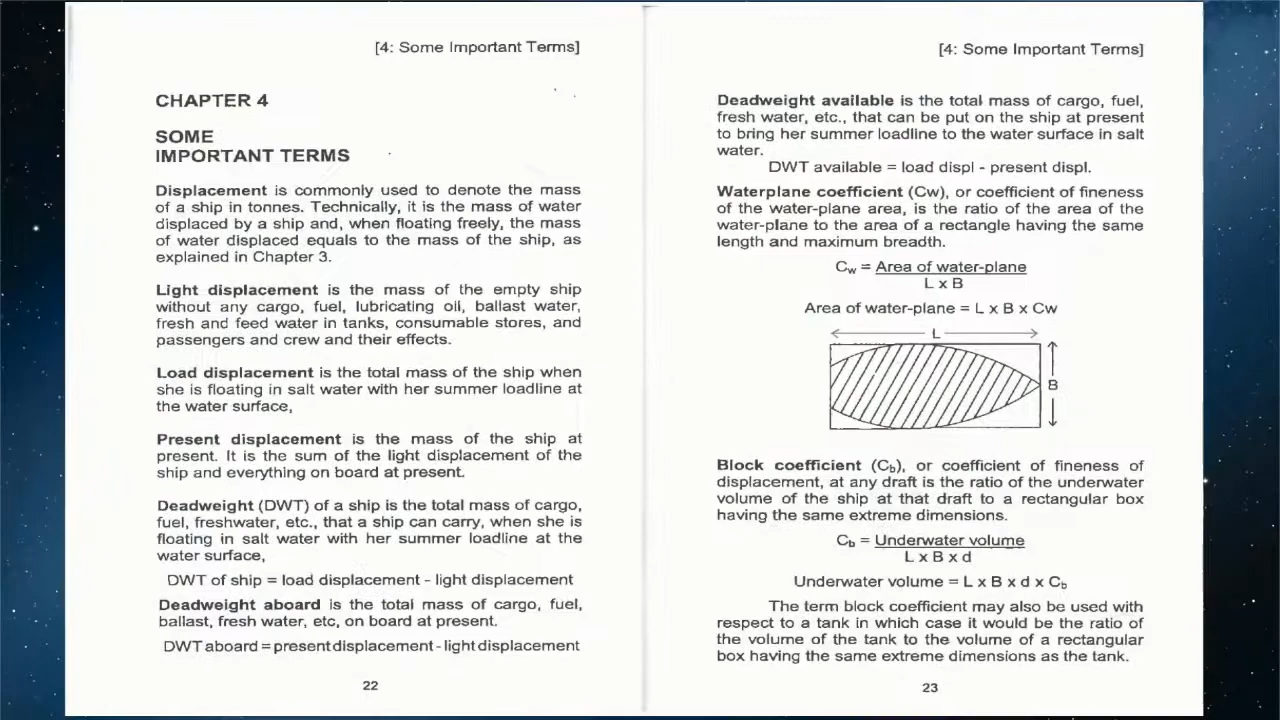 [4: Some Important Terms]
CHAPTER 4
SOME
IMPORTANT TERMS
Displacement is commonly used to denote the mass
of a ship in tonnes. Technically, it is the mass of water
displaced by a ship and, when floating freely, the mass
of water displaced equals to the mass of the ship, as
explained in Chapter 3.
Light displacement is the mass of the empty ship
without any cargo, fuel, lubricating oil, ballast water,
fresh and feed water in tanks, consumable stores, and
passengers and crew and their effects.
Load displacement is the total mass of the ship when
she is floating in salt water with her summer loadline at
the water surface,
Present displacement is the mass of the ship at
present. It is the sum of the light displacement of the
ship and everything on board at present.
Deadweight (DWT) of a ship is the total mass of cargo,
fuel, freshwater, etc., that a ship can carry, when she is
floating in salt water with her summer loadline at the
water surface,
DWT of ship = load displacement - light displacement
Deadweight aboard is the total mass of cargo, fuel,
ballast, fresh water, etc, on board at present.
DWT aboard = present displacement - light displacement
22
[4: Some Important Terms]
Deadweight available is the total mass of cargo, fuel,
fresh water, etc., that can be put on the ship at present
to bring her summer loadline to the water surface in salt
water.
DWT available = load displ - present displ.
Waterplane coefficient (Cw), or coefficient of fineness
of the water-plane area, is the ratio of the area of the
water-plane to the area of a rectangle having the same
length and maximum breadth.
Cw = Area of water-plane
L x B
Area of water-plane = L x B x Cw
L
B
Block coefficient (Cb), or coefficient of fineness of
displacement, at any draft is the ratio of the underwater
volume of the ship at that draft to a rectangular box
having the same extreme dimensions.
Cb = Underwater volume
L x B x d
Underwater volume = L x B x d x Cb
The term block coefficient may also be used with
respect to a tank in which case it would be the ratio of
the volume of the tank to the volume of a rectangular
box having the same extreme dimensions as the tank.
23